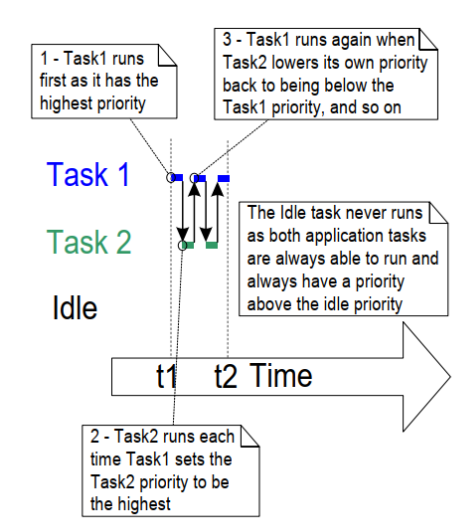 1 - Task1 runs
first as it has the
highest priority
3 - Task1 runs again when
Task2 lowers its own priority
back to being below the
Task1 priority, and so on
Task 1
Task 2
Idle
The Idle task never runs
as both application tasks
are always able to run and
always have a priority
above the idle priority
t1 t2 Time
2 - Task2 runs each
time Task1 sets the
Task2 priority to be
the highest